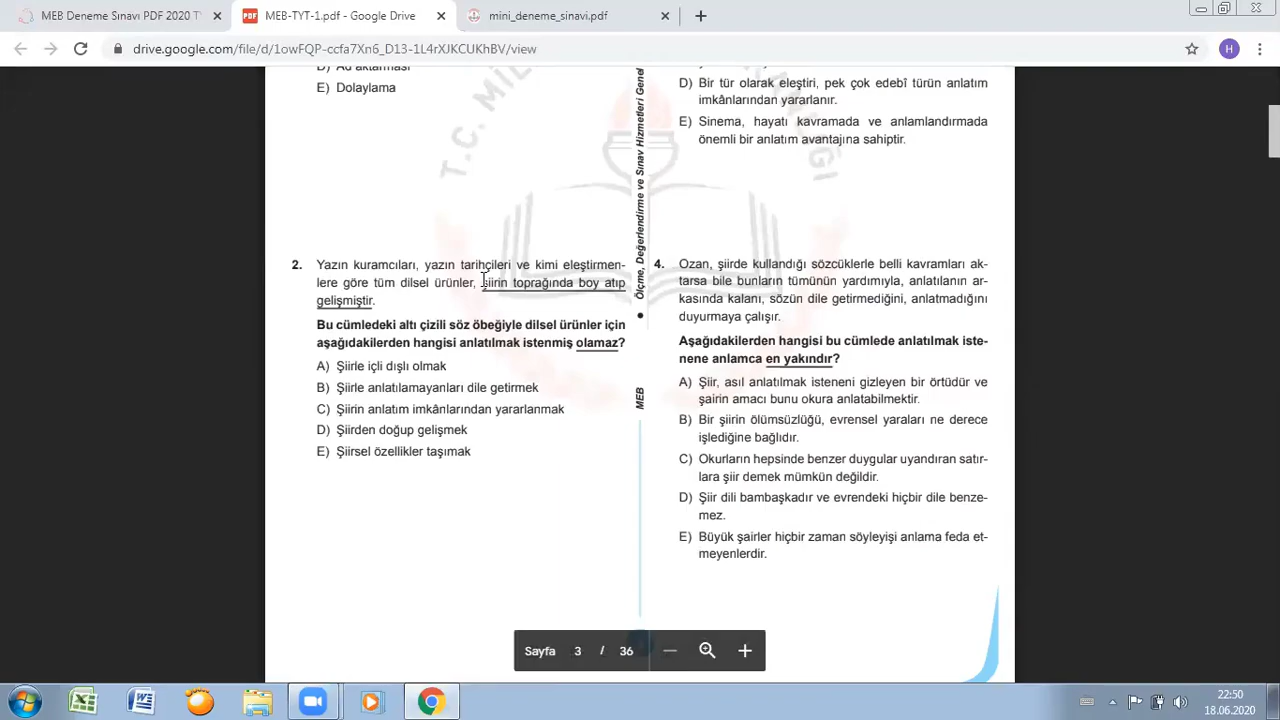 MEB Deneme Sınavı PDF 2020 T
MEB-TYT-1.pdf - Google Drive
mini_deneme_sinavi.pdf
drive.google.com/file/d/1owFQP-ccfa7Xn6_D13-1L4rXJKCUKhBV/view
H
T.C. MİL
ANLIĞI
D) Ad aktarması
E) Dolaylama
2. Yazın kuramcıları, yazın tarihçileri ve kimi eleştirmen-
lere göre tüm dilsel ürünler, şiirin toprağında boy atıp
gelişmiştir.
Bu cümledeki altı çizili söz öbeğiyle dilsel ürünler için
aşağıdakilerden hangisi anlatılmak istenmiş olamaz?
A) Şiirle içli dışlı olmak
B) Şiirle anlatılamayanları dile getirmek
C) Şiirin anlatım imkânlarından yararlanmak
D) Şiirden doğup gelişmek
E) Şiirsel özellikler taşımak
MEB ● Ölçme, Değerlendirme ve Sınav Hizmetleri Genel
D) Bir tür olarak eleştiri, pek çok edebî türün anlatım
imkânlarından yararlanır.
E) Sinema, hayatı kavramada ve anlamlandırmada
önemli bir anlatım avantajına sahiptir.
4. Ozan, şiirde kullandığı sözcüklerle belli kavramları ak-
tarsa bile bunların tümünün yardımıyla, anlatılanın ar-
kasında kalanı, sözün dile getirmediğini, anlatmadığını
duyurmaya çalışır.
Aşağıdakilerden hangisi bu cümlede anlatılmak iste-
nene anlamca en yakındır?
A) Şiir, asıl anlatılmak isteneni gizleyen bir örtüdür ve
şairin amacı bunu okura anlatabilmektir.
B) Bir şiirin ölümsüzlüğü, evrensel yaraları ne derece
işlediğine bağlıdır.
C) Okurların hepsinde benzer duygular uyandıran satır-
lara şiir demek mümkün değildir.
D) Şiir dili bambaşkadır ve evrendeki hiçbir dile benze-
mez.
E) Büyük şairler hiçbir zaman söyleyişi anlama feda et-
meyenlerdir.
Sayfa 3 / 36
22:50
18.06.2020